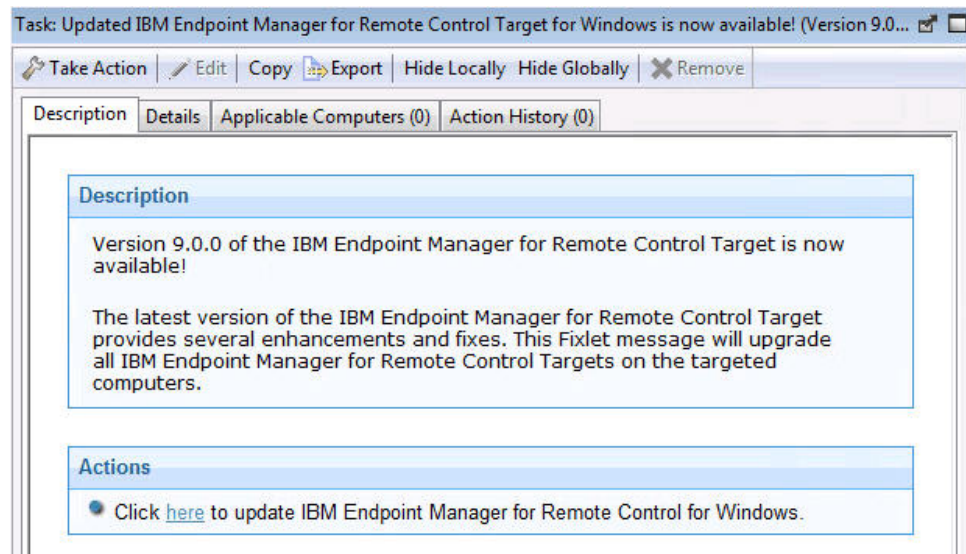 Task: Updated IBM Endpoint Manager for Remote Control Target for Windows is now available! (Version 9.0...
Take Action Edit Copy Export Hide Locally Hide Globally Remove
Description Details Applicable Computers (0) Action History (0)
Description
Version 9.0.0 of the IBM Endpoint Manager for Remote Control Target is now
available!
The latest version of the IBM Endpoint Manager for Remote Control Target
provides several enhancements and fixes. This Fixlet message will upgrade
all IBM Endpoint Manager for Remote Control Targets on the targeted
computers.
Actions
Click here to update IBM Endpoint Manager for Remote Control for Windows.